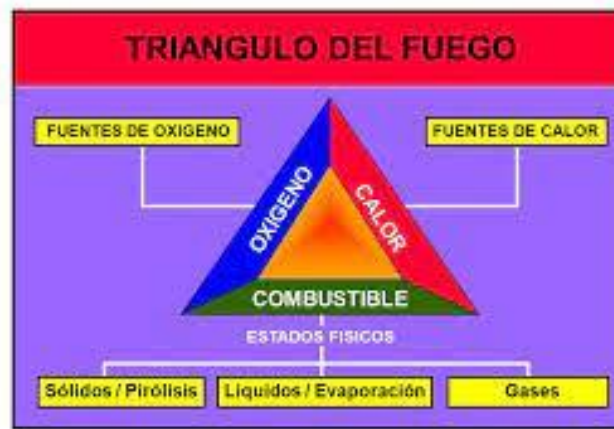 TRIANGULO DEL FUEGO
FUENTES DE OXIGENO
FUENTES DE CALOR
OXIGENO
CALOR
COMBUSTIBLE
ESTADOS FISICOS
Sólidos / Pirólisis
Líquidos / Evaporación
Gases